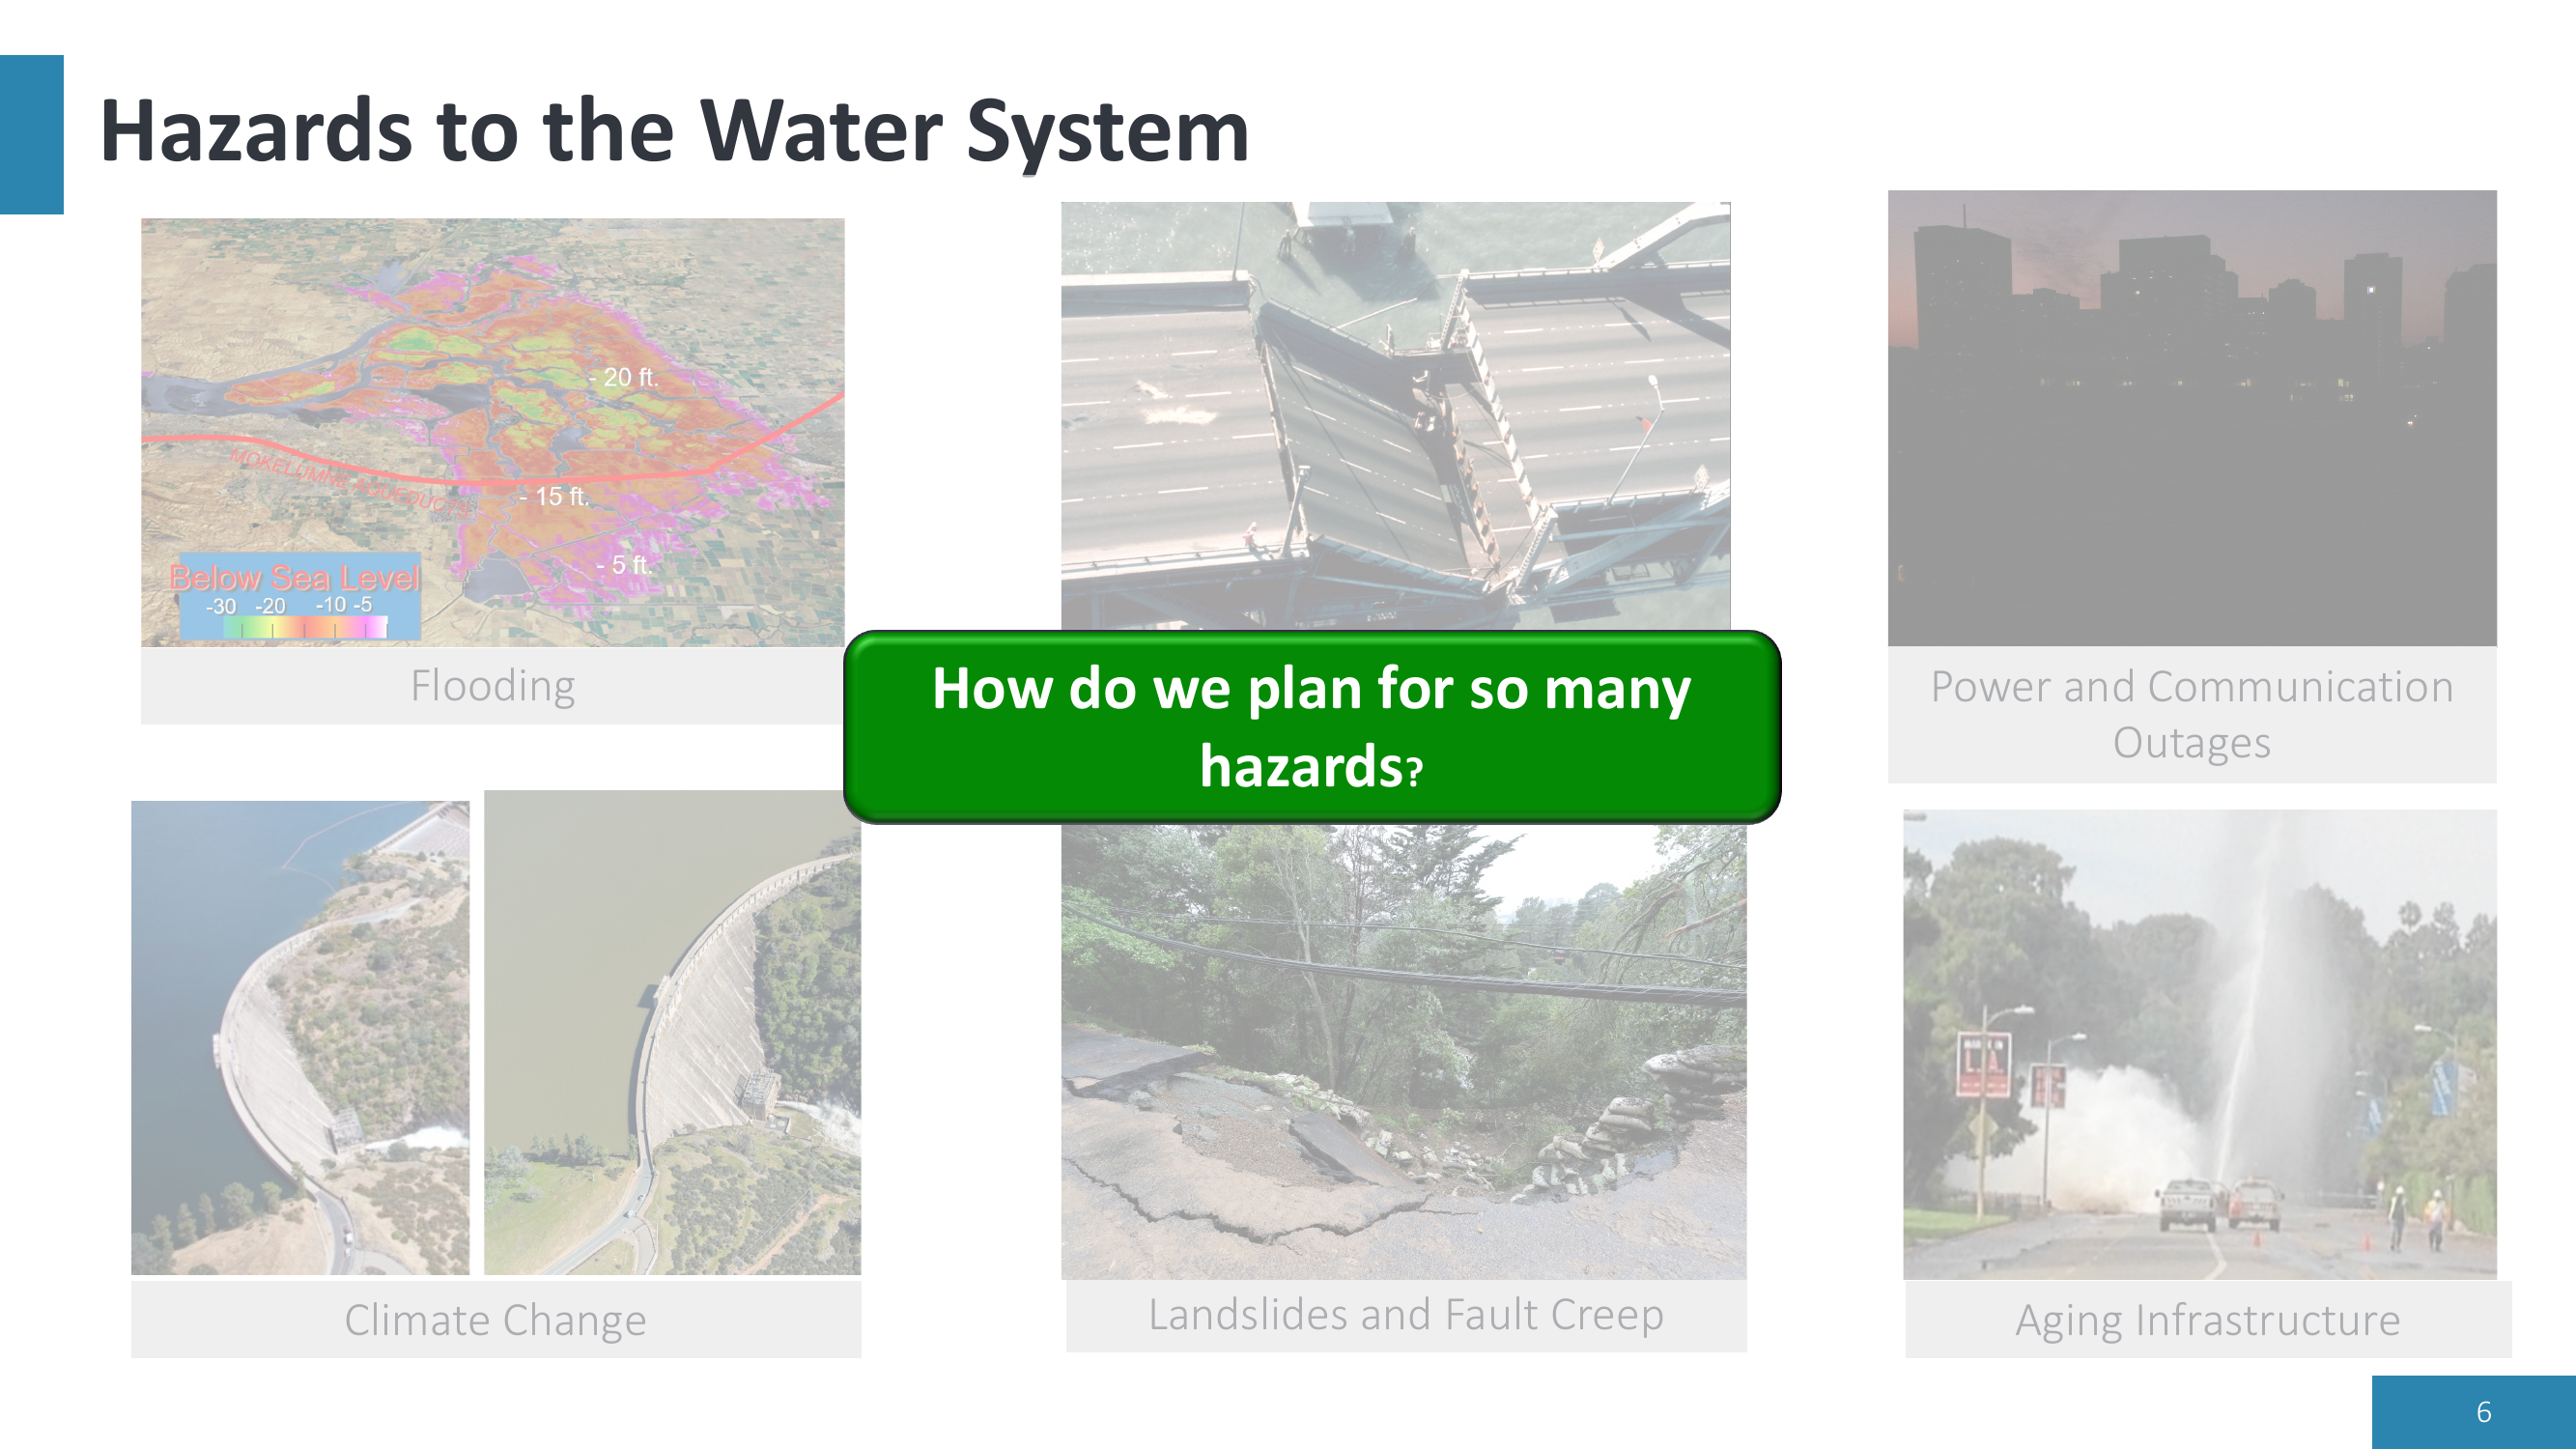 Hazards to the Water System
- 20 ft.
MOKELUMNE AQUEDUCTS
- 15 ft.
- 5 ft.
Below Sea Level
-30 -20 -10 -5
Flooding
How do we plan for so many
hazards?
Power and Communication
Outages
LA
Climate Change
Landslides and Fault Creep
Aging Infrastructure
6